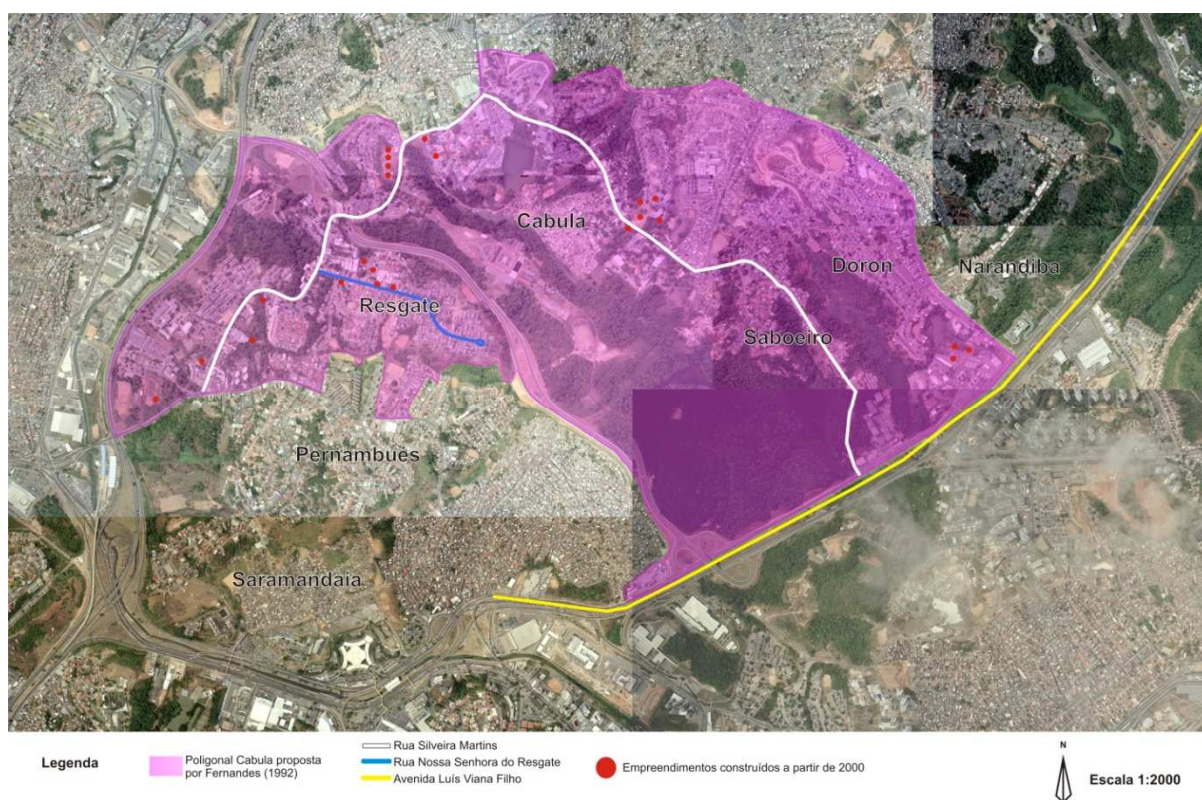 Cabula
Doron
Narandiba
Resgate
Saboeiro
Pernambués
Saramandaia
Legenda
Poligonal Cabula proposta
por Fernandes (1992)
Rua Silveira Martins
Rua Nossa Senhora do Resgate
Avenida Luís Viana Filho
Empreendimentos construídos a partir de 2000
N
Escala 1:2000